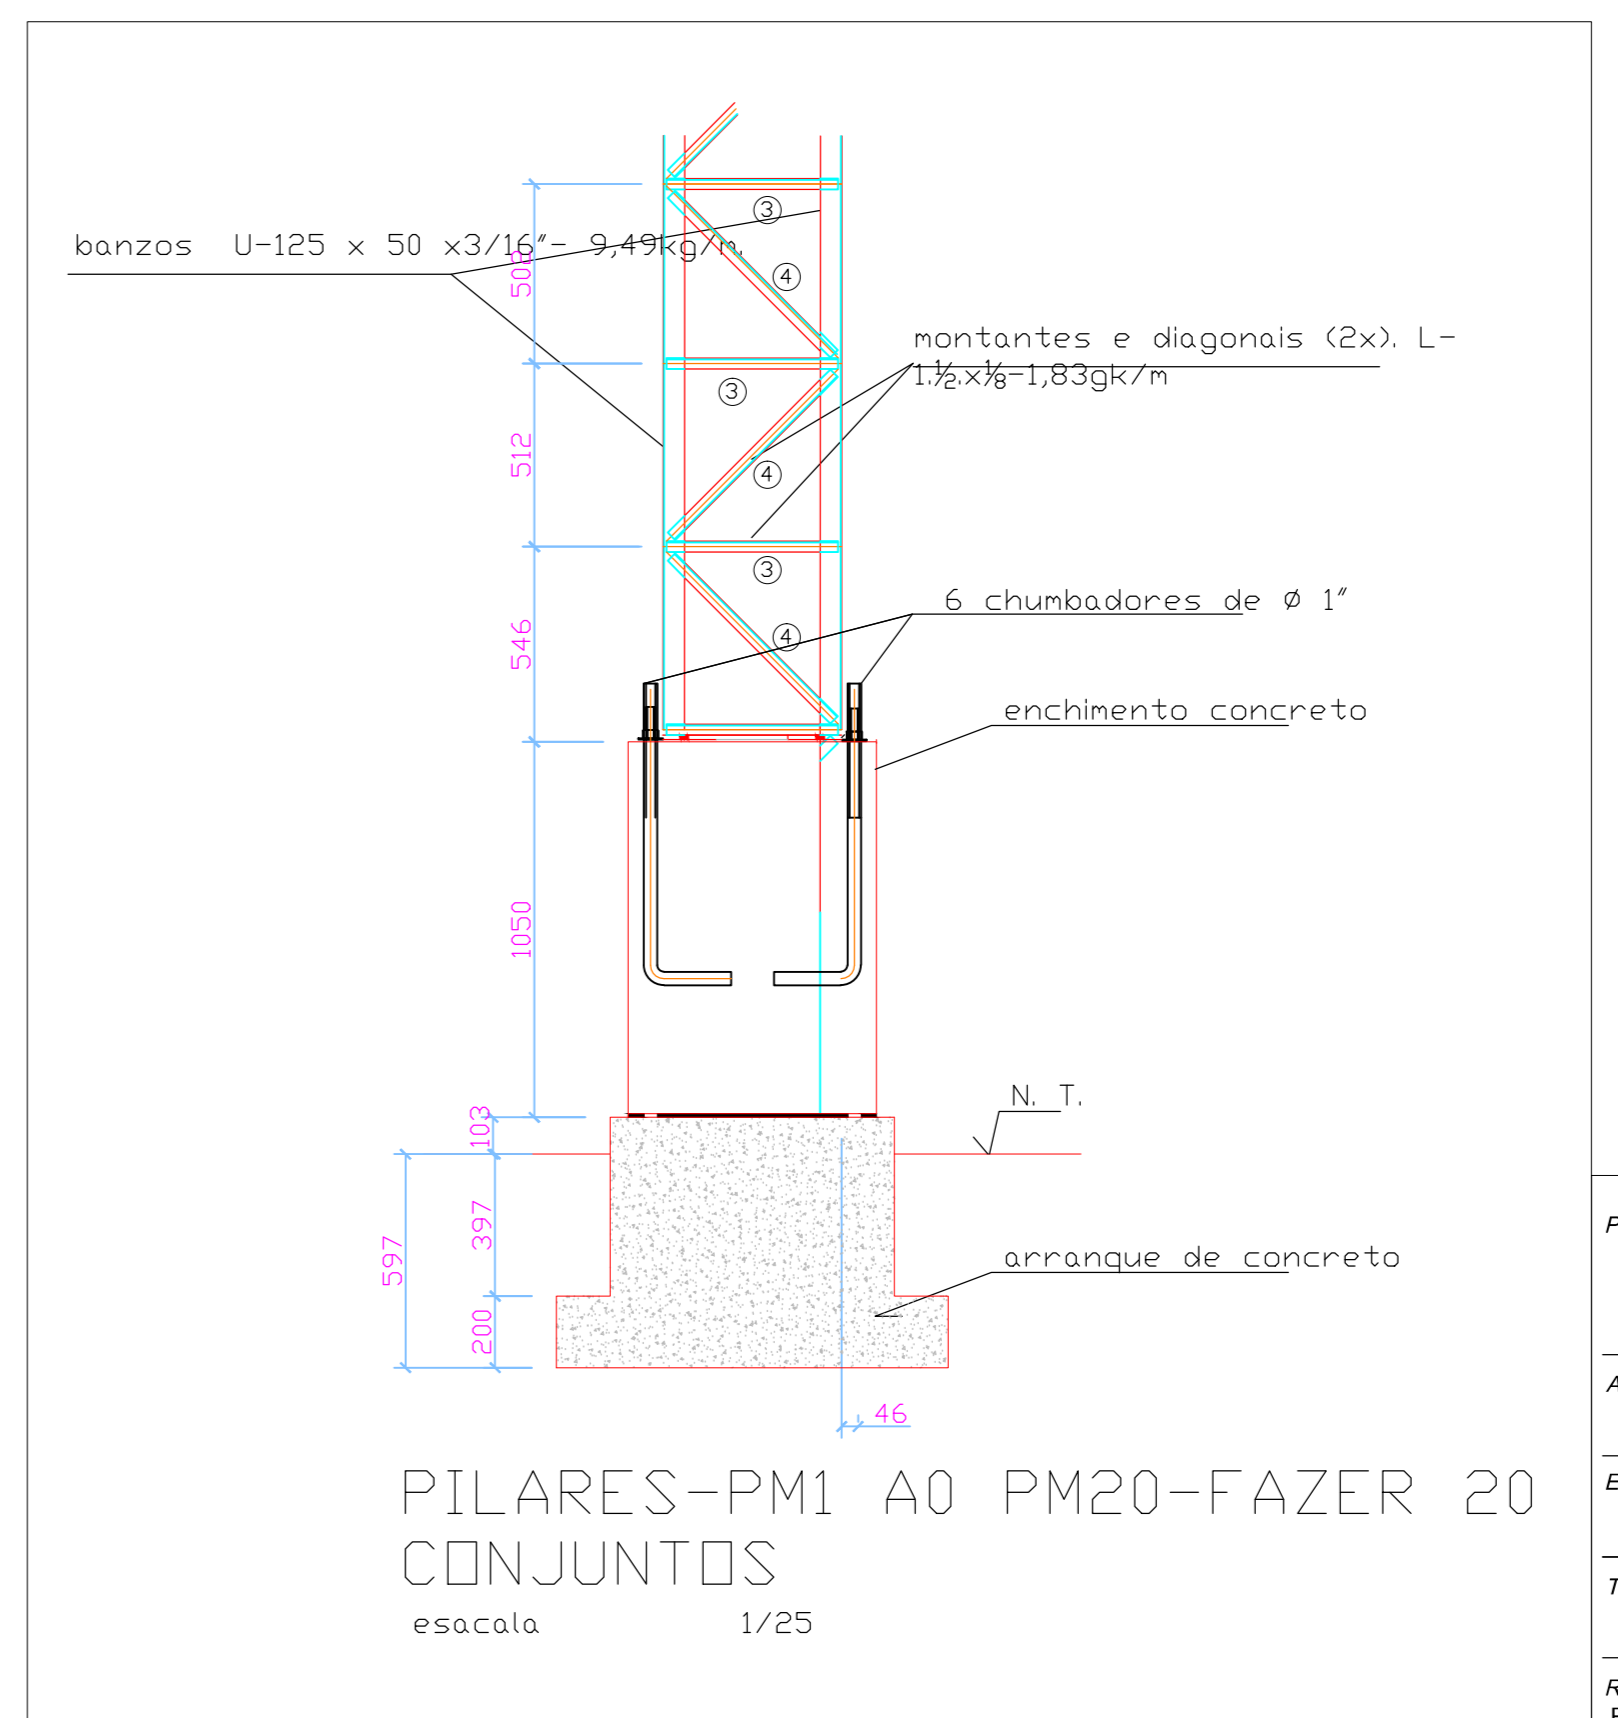 banzos U-125 x 50 x3/16"- 9,49kg/m.
3
508
4
montantes e diagonais (2x). L-
1.½.x⅛-1,83gk/m
3
512
4
3
6 chumbadores de Ø 1"
546
4
enchimento concreto
1050
N. T.
103
397
597
arranque de concreto
200
46
PILARES-PM1 A0 PM20-FAZER 20
CONJUNTOS
esacala 1/25
P
A
E
T
R